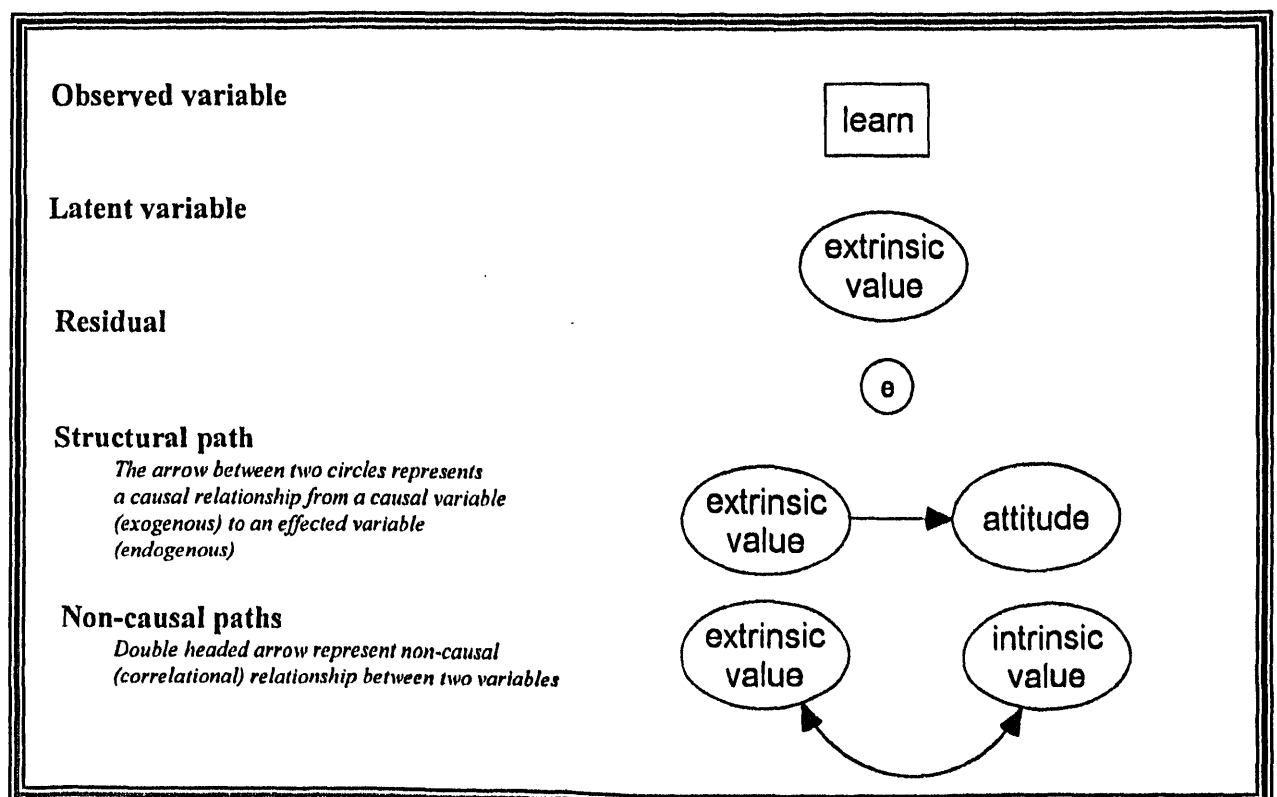 Observed variable
learn
Latent variable
extrinsic
value
Residual
e
Structural path
The arrow between two circles represents
a causal relationship from a causal variable
(exogenous) to an effected variable
(endogenous)
extrinsic
value
attitude
Non-causal paths
Double headed arrow represent non-causal
(correlational) relationship between two variables
extrinsic
value
intrinsic
value